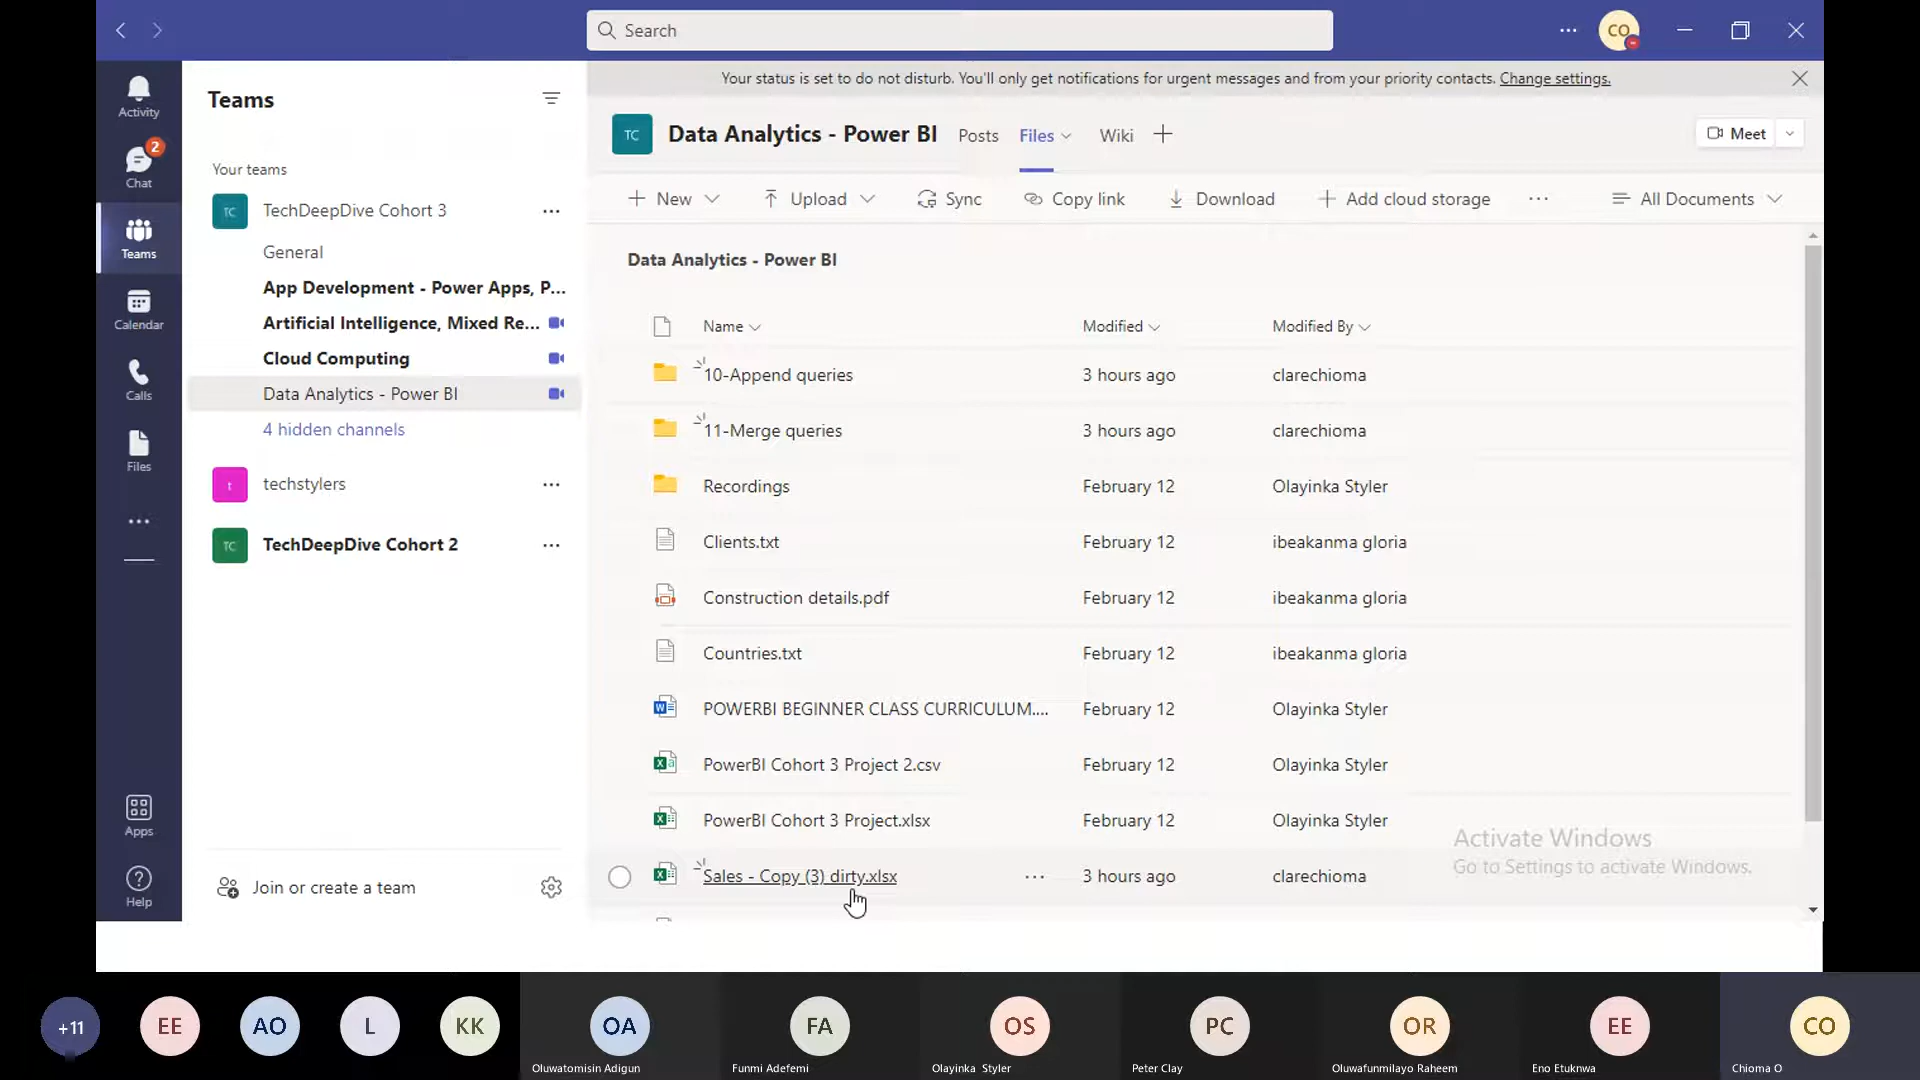 Search
CO
Your status is set to do not disturb. You'll only get notifications for urgent messages and from your priority contacts. Change settings.
Activity
2
Chat
Teams
Calendar
Calls
Files
Apps
Help
Teams
Your teams
TC TechDeepDive Cohort 3
General
App Development - Power Apps, P...
Artificial Intelligence, Mixed Re...
Cloud Computing
Data Analytics - Power BI
4 hidden channels
t techstylers
TC TechDeepDive Cohort 2
Join or create a team
TC Data Analytics - Power BI Posts Files Wiki Meet
New Upload Sync Copy link Download Add cloud storage All Documents
Data Analytics - Power BI
Name Modified Modified By
10-Append queries 3 hours ago clarechioma
11-Merge queries 3 hours ago clarechioma
Recordings February 12 Olayinka Styler
Clients.txt February 12 ibeakanma gloria
Construction details.pdf February 12 ibeakanma gloria
Countries.txt February 12 ibeakanma gloria
POWERBI BEGINNER CLASS CURRICULUM.... February 12 Olayinka Styler
PowerBI Cohort 3 Project 2.csv February 12 Olayinka Styler
PowerBI Cohort 3 Project.xlsx February 12 Olayinka Styler
Sales - Copy (3) dirty.xlsx 3 hours ago clarechioma
Activate Windows
Go to Settings to activate Windows.
+11 EE AO L KK OA FA OS PC OR EE CO
Oluwatomisin Adigun Funmi Adefemi Olayinka Styler Peter Clay Oluwafunmilayo Raheem Eno Etuknwa Chioma O